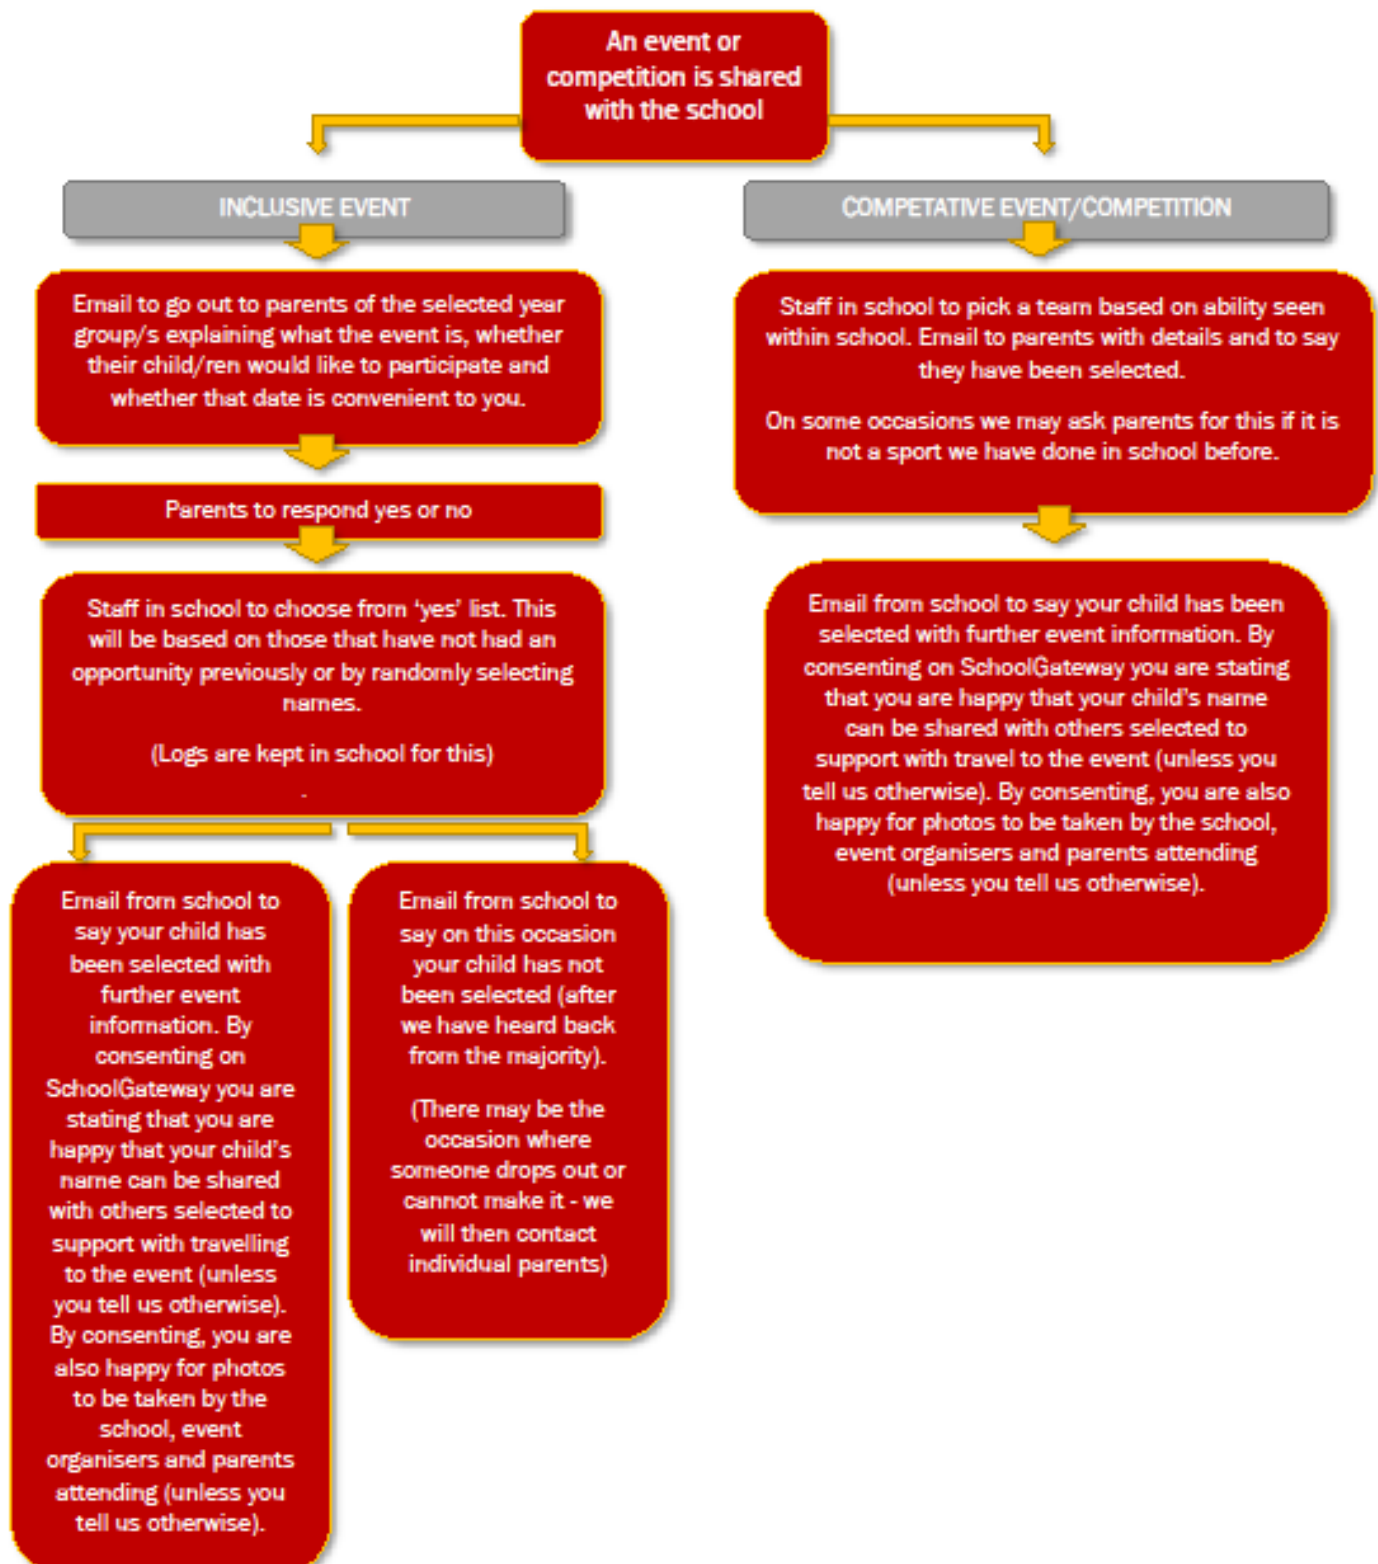 An event or
competition is shared
with the school
INCLUSIVE EVENT
Email to go out to parents of the selected year
group/s explaining what the event is, whether
their child/ren would like to participate and
whether that date is convenient to you.
Parents to respond yes or no
Staff in school to choose from ‘yes’ list. This
will be based on those that have not had an
opportunity previously or by randomly selecting
names.
(Logs are kept in school for this)
.
Email from school to
say your child has
been selected with
further event
information. By
consenting on
SchoolGateway you are
stating that you are
happy that your child’s
name can be shared
with others selected to
support with travelling
to the event (unless
you tell us otherwise).
By consenting, you are
also happy for photos
to be taken by the
school, event
organisers and parents
attending (unless you
tell us otherwise).
Email from school to
say on this occasion
your child has not
been selected (after
we have heard back
from the majority).
(There may be the
occasion where
someone drops out or
cannot make it - we
will then contact
individual parents)
COMPETATIVE EVENT/COMPETITION
Staff in school to pick a team based on ability seen
within school. Email to parents with details and to say
they have been selected.
On some occasions we may ask parents for this if it is
not a sport we have done in school before.
Email from school to say your child has been
selected with further event information. By
consenting on SchoolGateway you are stating
that you are happy that your child’s name
can be shared with others selected to
support with travel to the event (unless you
tell us otherwise). By consenting, you are also
happy for photos to be taken by the school,
event organisers and parents attending
(unless you tell us otherwise).